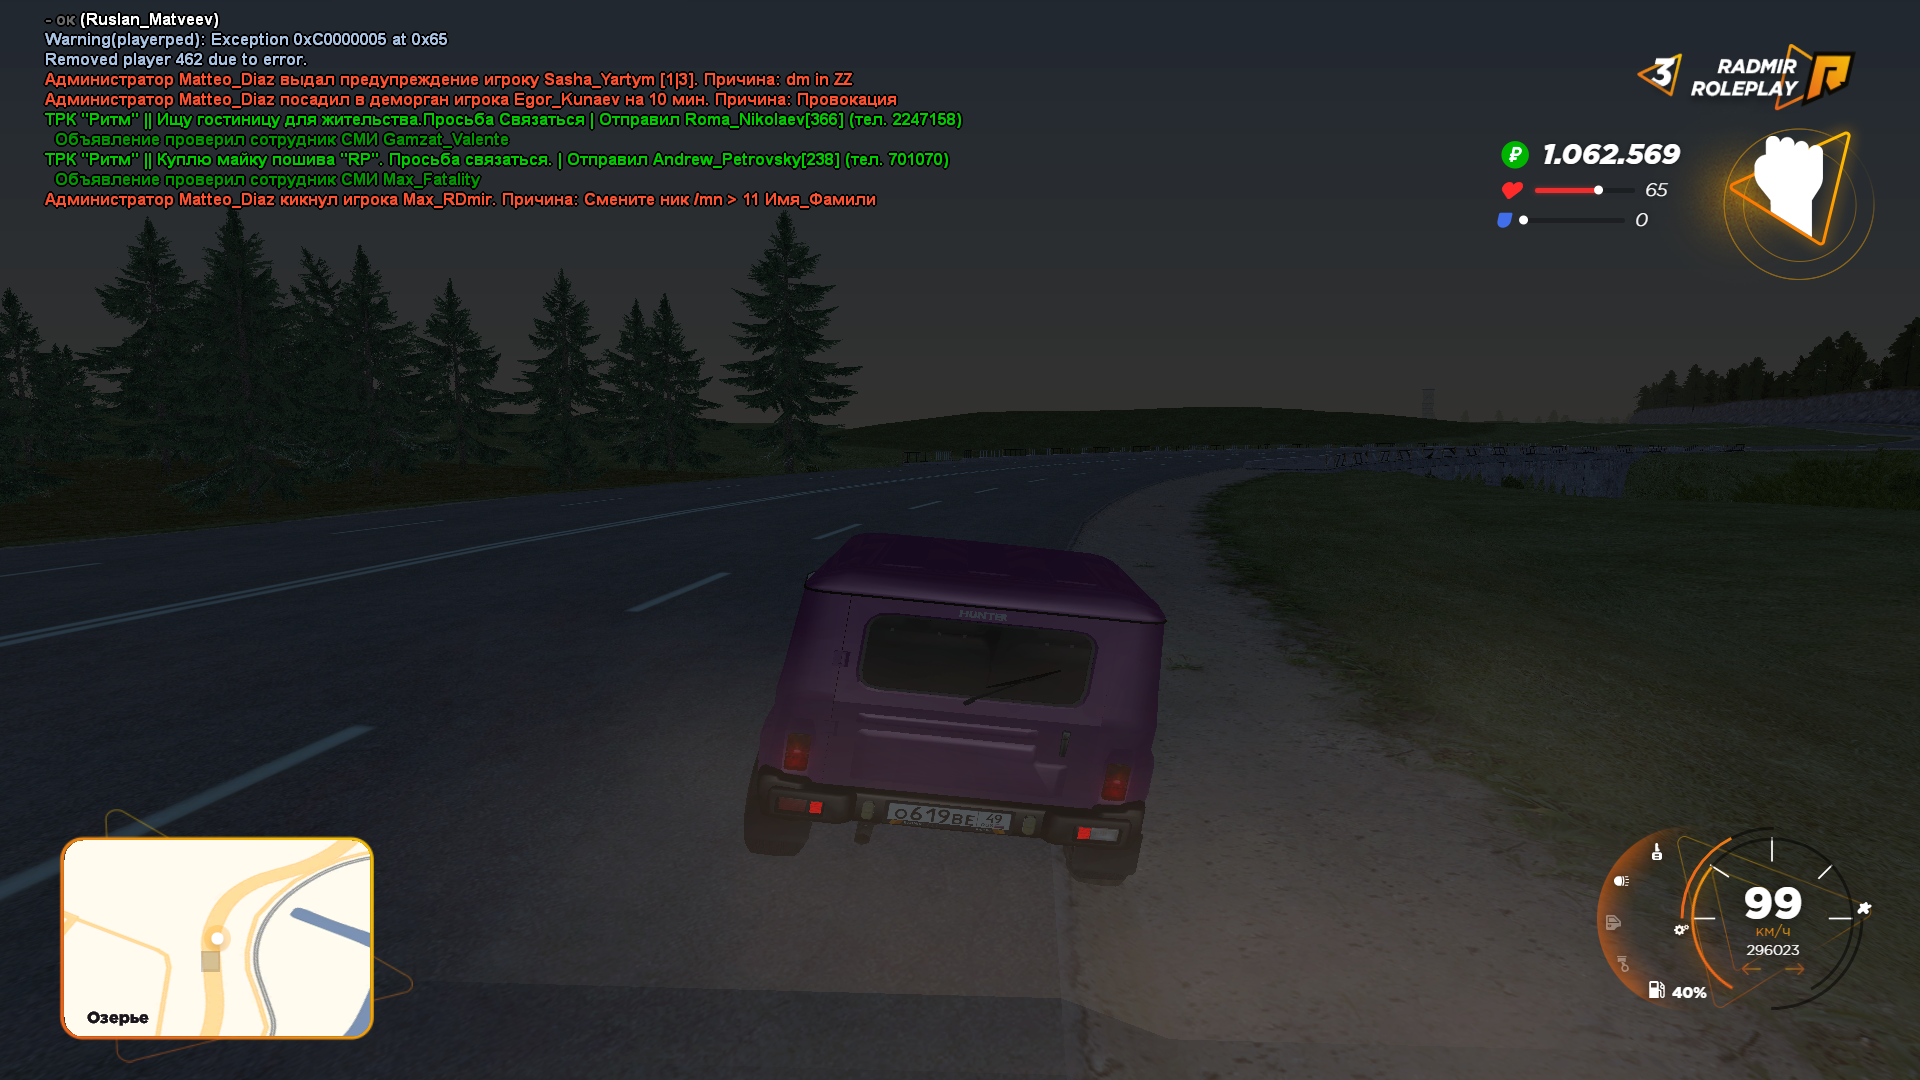 - ок (Ruslan_Matveev)
Warning(playerped): Exception 0xC0000005 at 0x65
Removed player 462 due to error.
Администратор Matteo_Diaz выдал предупреждение игроку Sasha_Yartym [1|3]. Причина: dm in ZZ
Администратор Matteo_Diaz посадил в деморган игрока Egor_Kunaev на 10 мин. Причина: Провокация
ТРК "Ритм" || Ищу гостиницу для жительства.Просьба Связаться | Отправил Roma_Nikolaev[366] (тел. 2247158)
Объявление проверил сотрудник СМИ Gamzat_Valente
ТРК "Ритм" || Куплю майку пошива "RP". Просьба связаться. | Отправил Andrew_Petrovsky[238] (тел. 701070)
Объявление проверил сотрудник СМИ Max_Fatality
Администратор Matteo_Diaz кикнул игрока Max_RDmir. Причина: Смените ник /mn > 11 Имя_Фамили
3 RADMIR
ROLEPLAY
1.062.569
65
0
HUNTER
о619ВЕ 49
Озерье
99
КМ/Ч
296023
40%